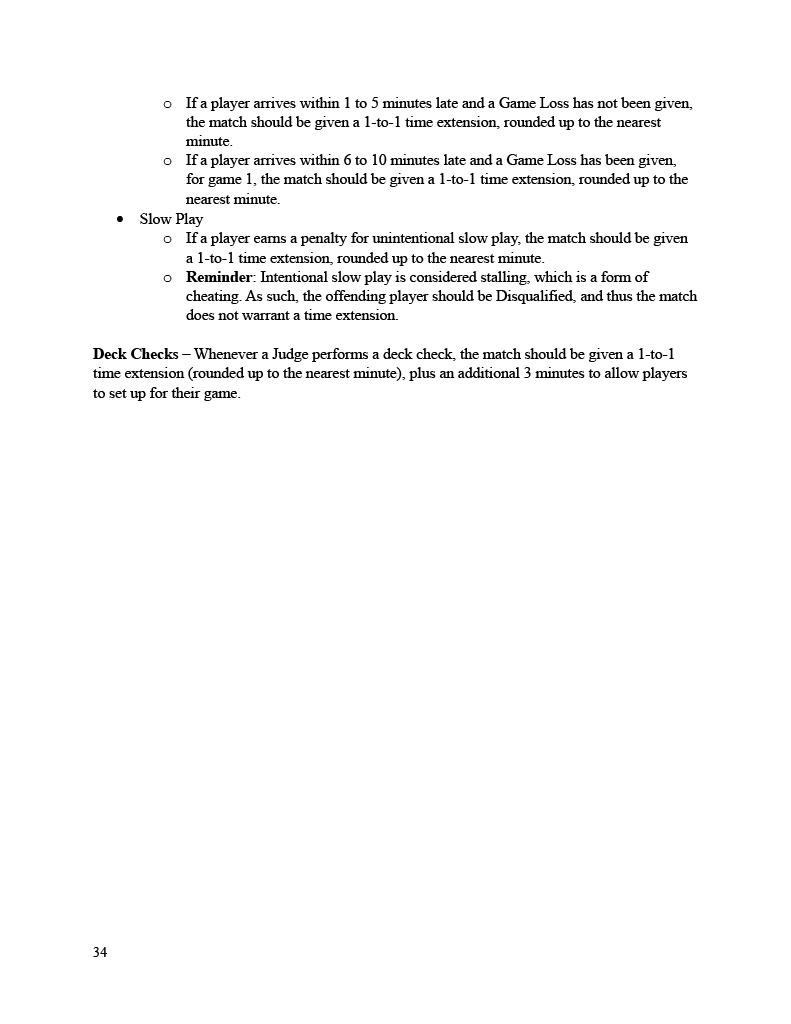 o If a player arrives within 1 to 5 minutes late and a Game Loss has not been given,
the match should be given a 1-to-1 time extension, rounded up to the nearest
minute.
o If a player arrives within 6 to 10 minutes late and a Game Loss has been given,
for game 1, the match should be given a 1-to-1 time extension, rounded up to the
nearest minute.
• Slow Play
o If a player earns a penalty for unintentional slow play, the match should be given
a 1-to-1 time extension, rounded up to the nearest minute.
o Reminder: Intentional slow play is considered stalling, which is a form of
cheating. As such, the offending player should be Disqualified, and thus the match
does not warrant a time extension.
Deck Checks – Whenever a Judge performs a deck check, the match should be given a 1-to-1
time extension (rounded up to the nearest minute), plus an additional 3 minutes to allow players
to set up for their game.
34